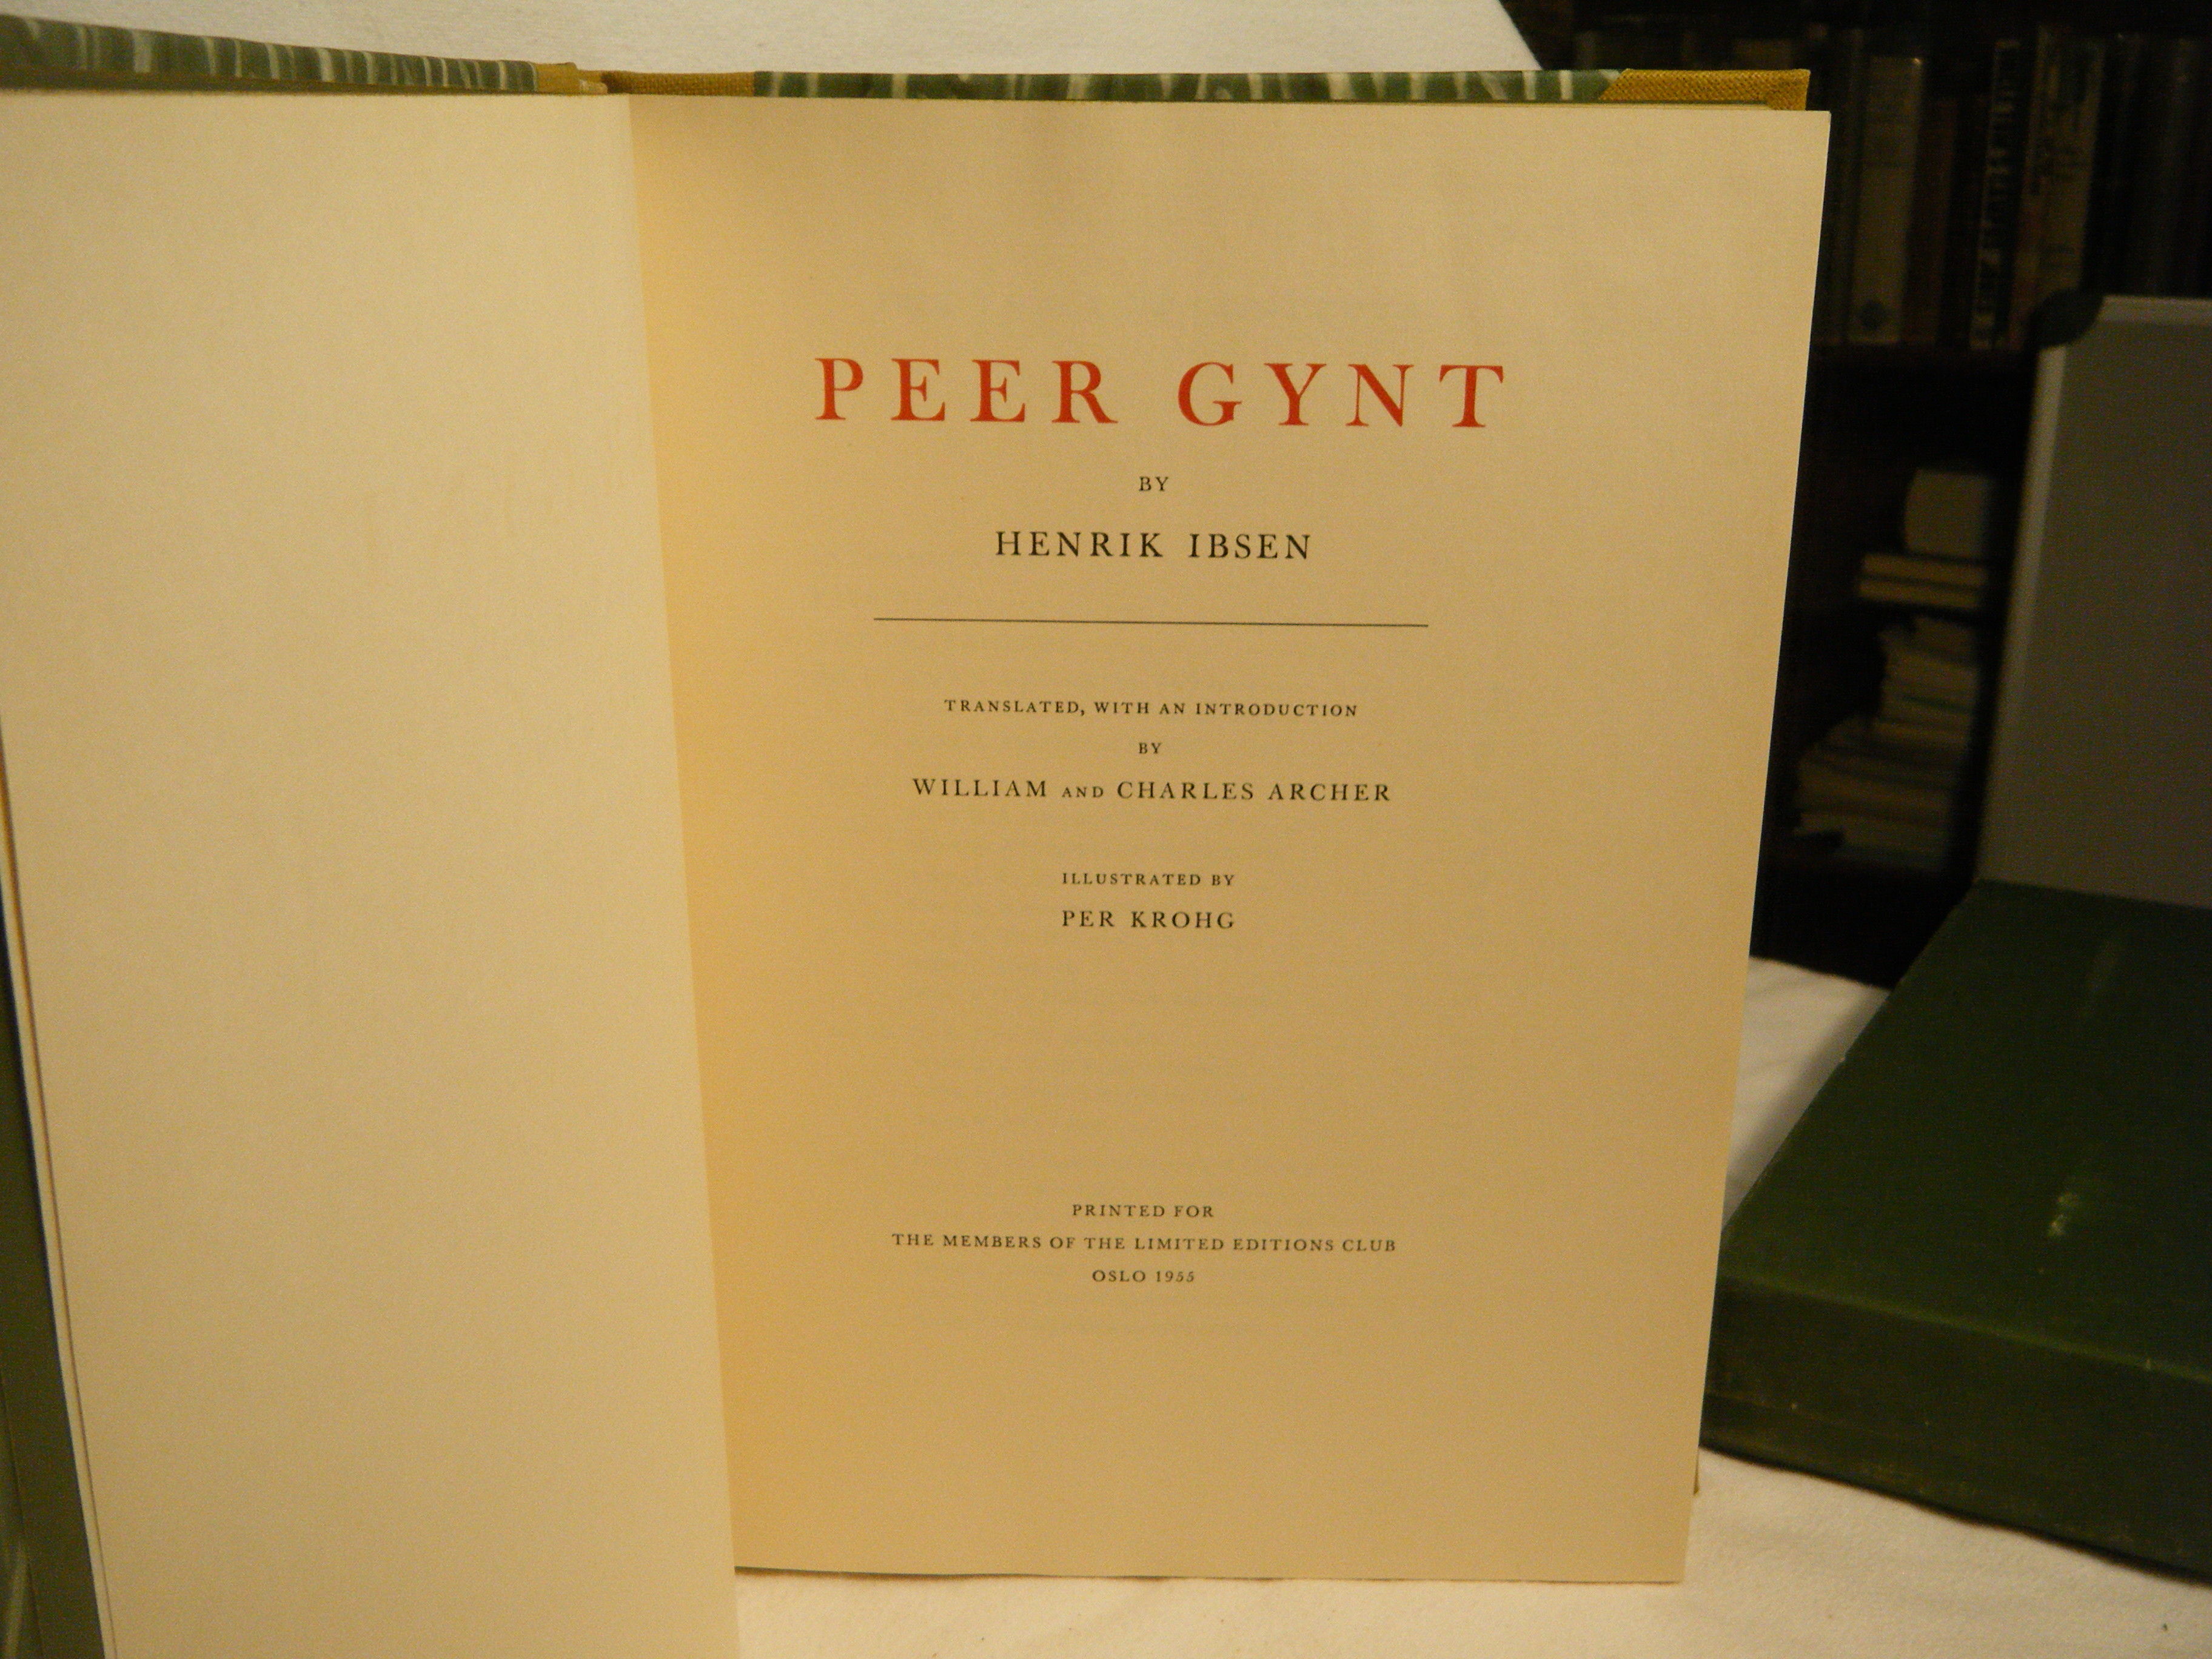 PEER GYNT
BY
HENRIK IBSEN
TRANSLATED, WITH AN INTRODUCTION
BY
WILLIAM AND CHARLES ARCHER
ILLUSTRATED BY
PER KROHG
PRINTED FOR
THE MEMBERS OF THE LIMITED EDITIONS CLUB
OSLO 1955